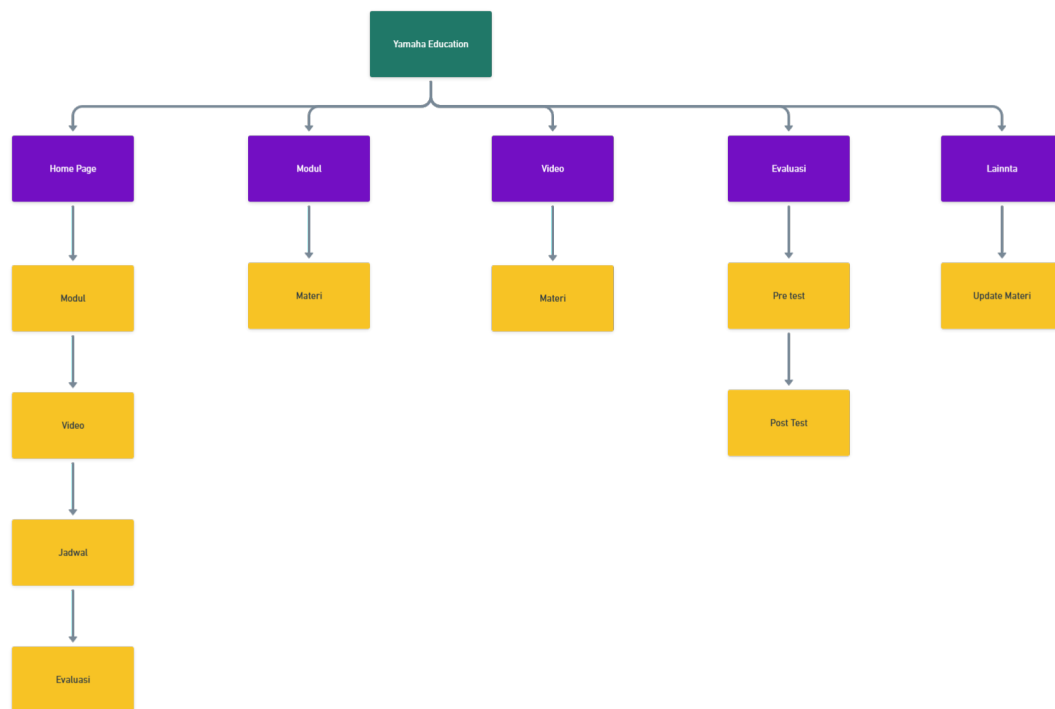 Yamaha Education
Home Page
Modul
Video
Evaluasi
Lainnta
Modul
Materi
Materi
Pre test
Update Materi
Video
Post Test
Jadwal
Evaluasi